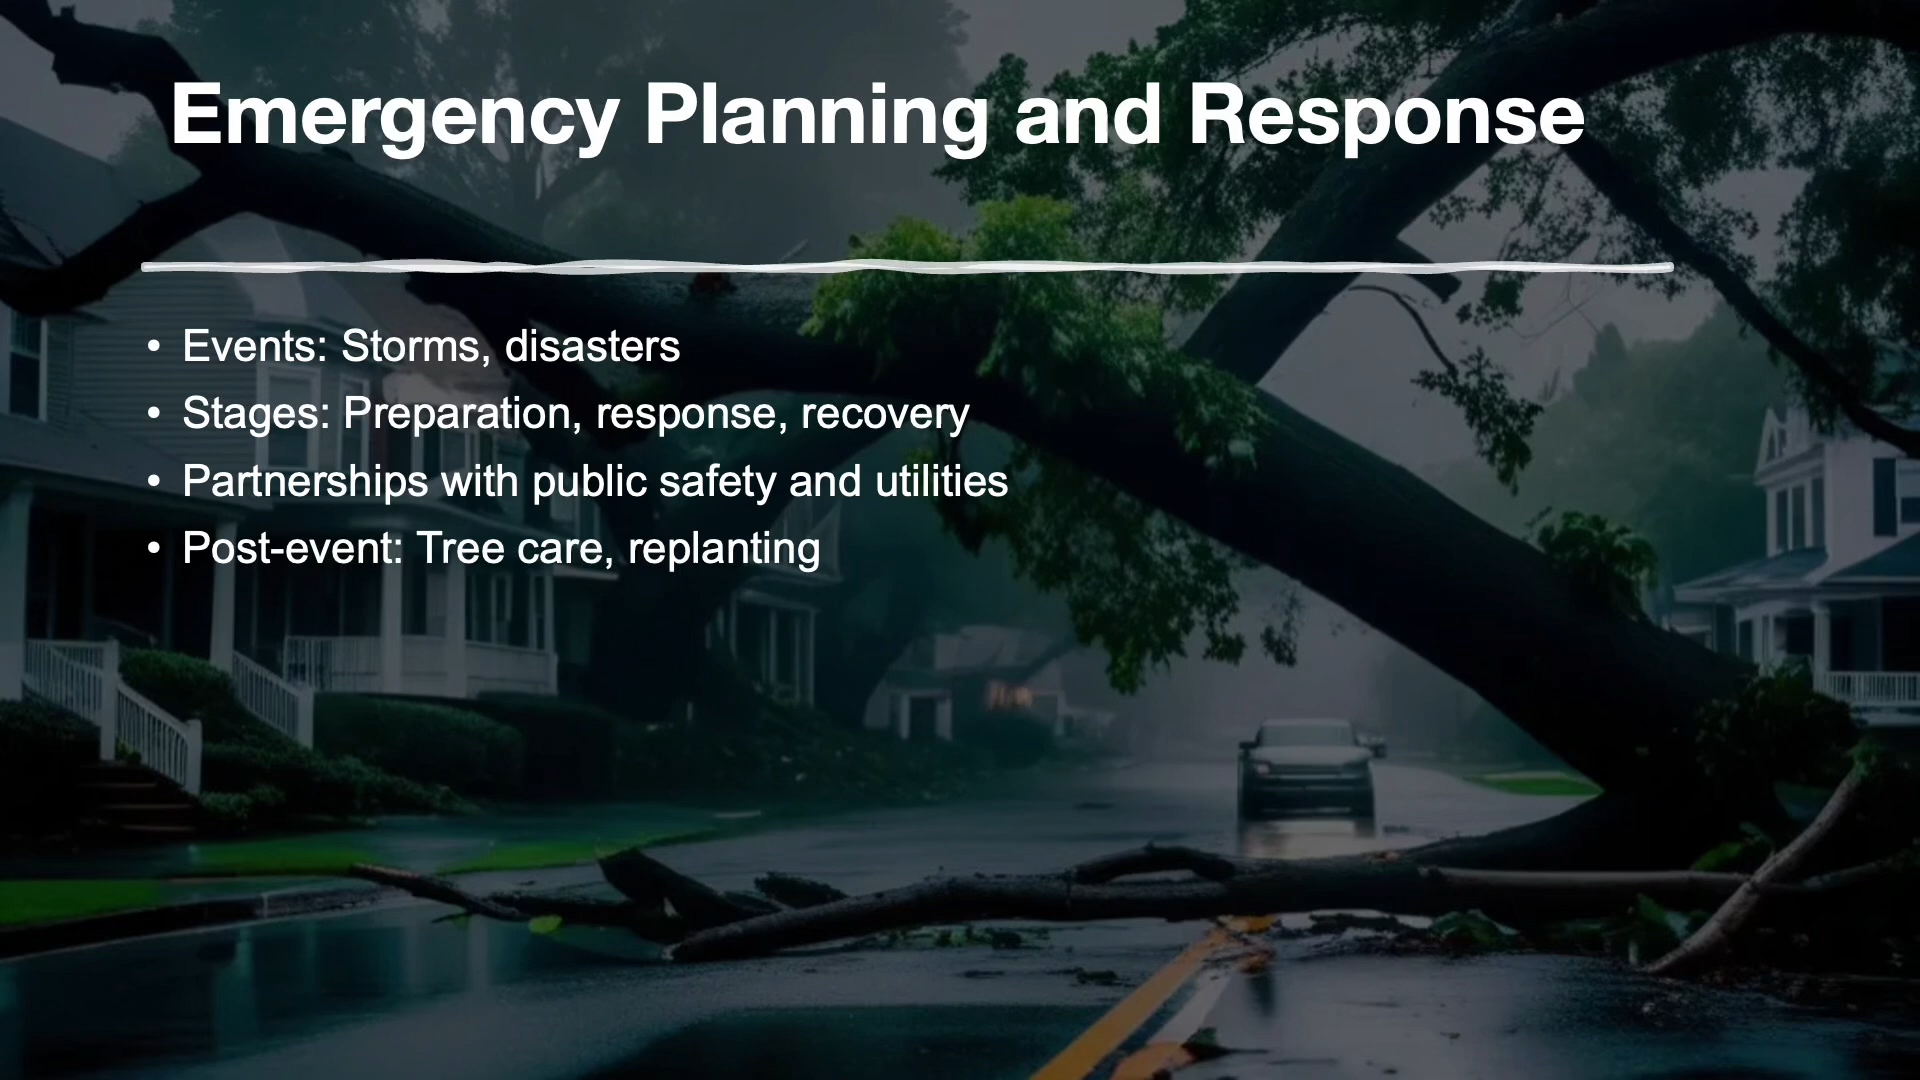 Emergency Planning and Response
• Events: Storms, disasters
• Stages: Preparation, response, recovery
• Partnerships with public safety and utilities
• Post-event: Tree care, replanting